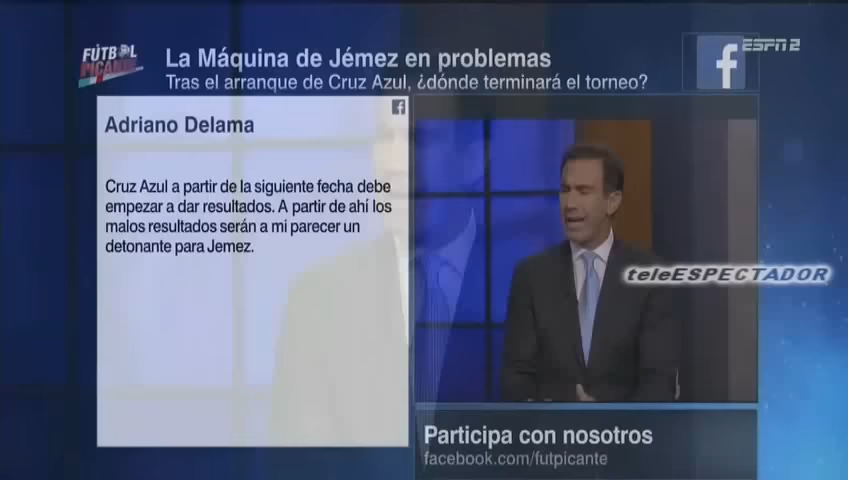 FÚTBOL
PICANTE
La Máquina de Jémez en problemas
Tras el arranque de Cruz Azul, ¿dónde terminará el torneo?
f
ESPN 2
f
Adriano Delama
Cruz Azul a partir de la siguiente fecha debe
empezar a dar resultados. A partir de ahí los
malos resultados serán a mi parecer un
detonante para Jemez.
teleESPECTADOR
Participa con nosotros
facebook.com/futpicante